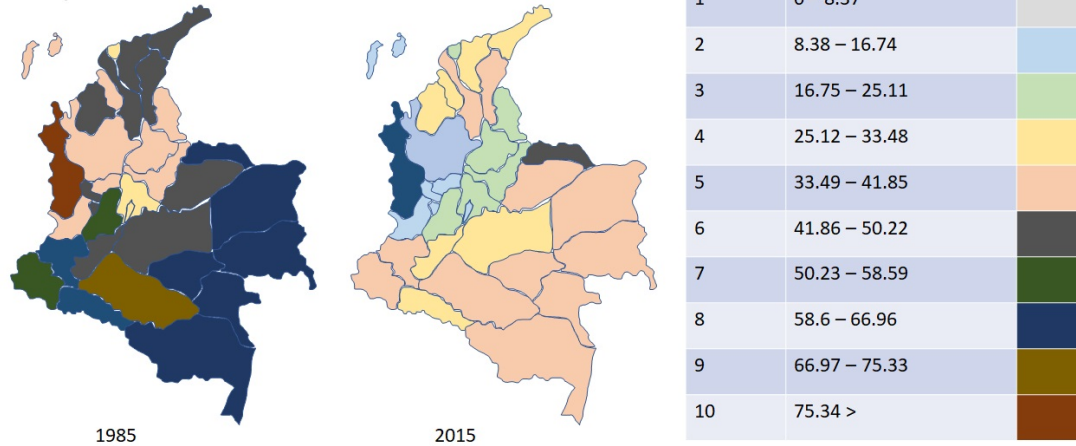 1985
2015
1
2 8.38 – 16.74
3 16.75 – 25.11
4 25.12 – 33.48
5 33.49 – 41.85
6 41.86 – 50.22
7 50.23 – 58.59
8 58.6 – 66.96
9 66.97 – 75.33
10 75.34 >